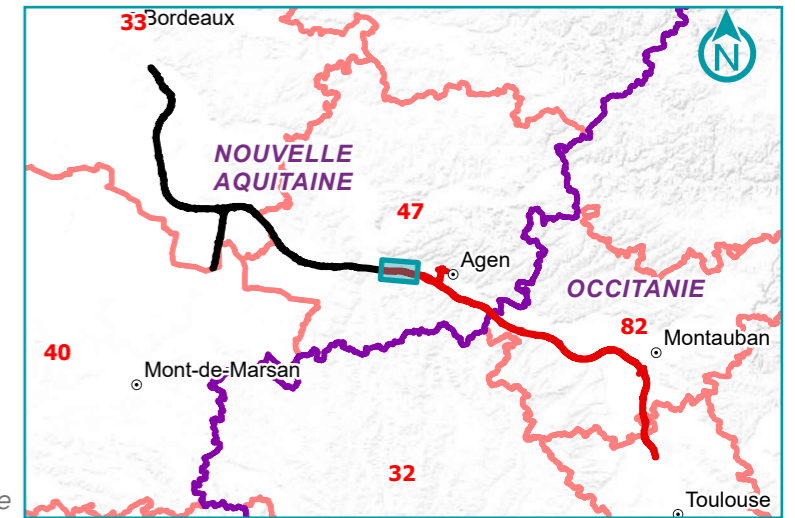 33
Bordeaux
N
NOUVELLE
AQUITAINE
47
Agen
OCCITANIE
82
Montauban
40
Mont-de-Marsan
32
Toulouse
e